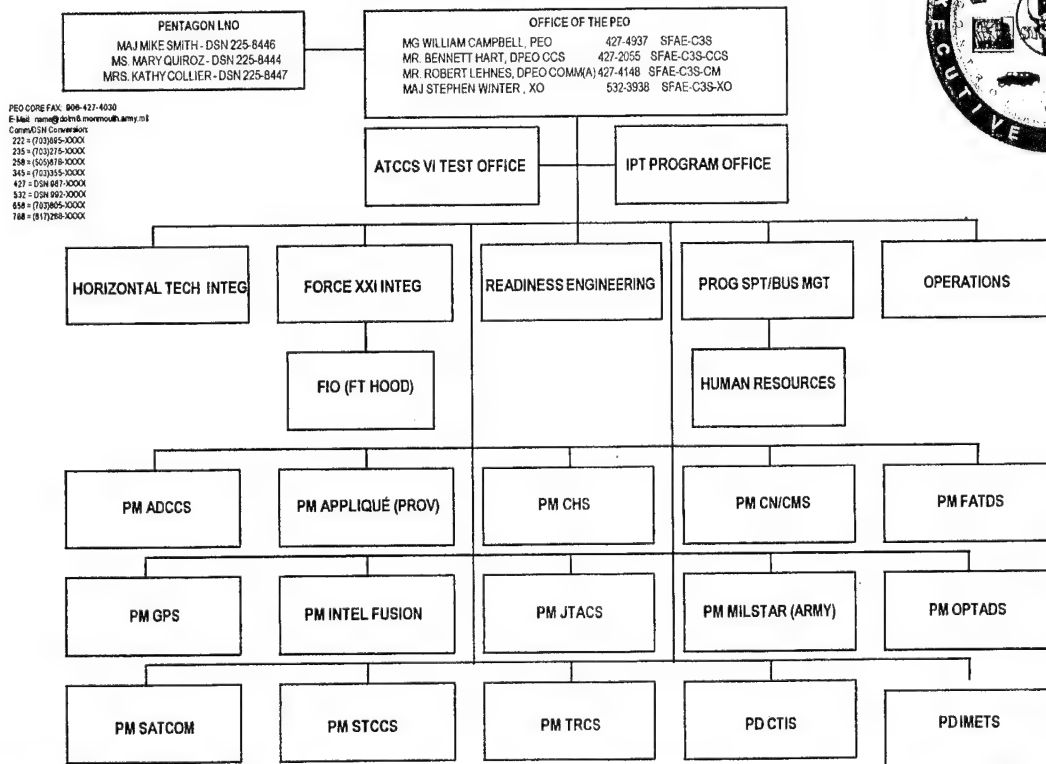 PENTAGON LNO
MAJ MIKE SMITH - DSN 225-8446
MS. MARY QUIROZ - DSN 225-8444
MRS. KATHY COLLIER - DSN 225-8447
OFFICE OF THE PEO
MG WILLIAM CAMPBELL, PEO 427-4937 SFAE-C3S
MR. BENNETT HART, DPEO CCS 427-2055 SFAE-C3S-CCS
MR. ROBERT LEHNES, DPEO COMM(A) 427-4148 SFAE-C3S-CM
MAJ STEPHEN WINTER , XO 532-3938 SFAE-C3S-XO
ECUTIVE
PEO CORE FAX: 908-427-4030
E-Mail: name@doim6.monmouth.army.mil
Comm/DSN Conversion:
222 = (703)695-XXXX
235 = (703)275-XXXX
258 = (505)678-XXXX
345 = (703)355-XXXX
427 = DSN 987-XXXX
532 = DSN 992-XXXX
658 = (703)805-XXXX
788 = (817)288-XXXX
ATCCS VI TEST OFFICE
IPT PROGRAM OFFICE
HORIZONTAL TECH INTEG
FORCE XXI INTEG
READINESS ENGINEERING
PROG SPT/BUS MGT
OPERATIONS
FIO (FT HOOD)
HUMAN RESOURCES
PM ADCCS
PM APPLIQUÉ (PROV)
PM CHS
PM CN/CMS
PM FATDS
PM GPS
PM INTEL FUSION
PM JTACS
PM MILSTAR (ARMY)
PM OPTADS
PM SATCOM
PM STCCS
PM TRCS
PD CTIS
PD IMETS